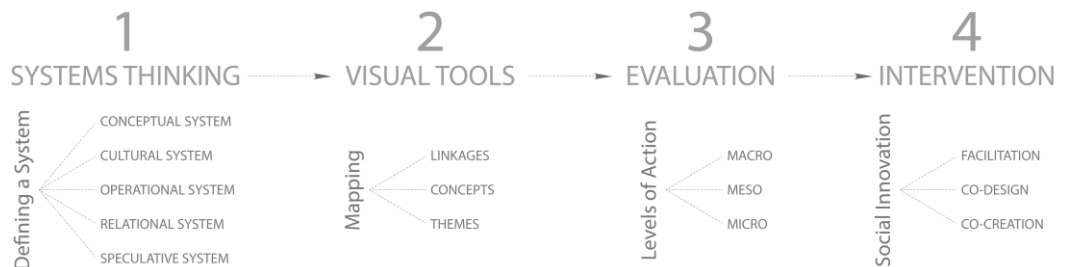 1
SYSTEMS THINKING
Defining a System
CONCEPTUAL SYSTEM
CULTURAL SYSTEM
OPERATIONAL SYSTEM
RELATIONAL SYSTEM
SPECULATIVE SYSTEM
2
VISUAL TOOLS
Mapping
LINKAGES
CONCEPTS
THEMES
3
EVALUATION
Levels of Action
MACRO
MESO
MICRO
4
INTERVENTION
Social Innovation
FACILITATION
CO-DESIGN
CO-CREATION